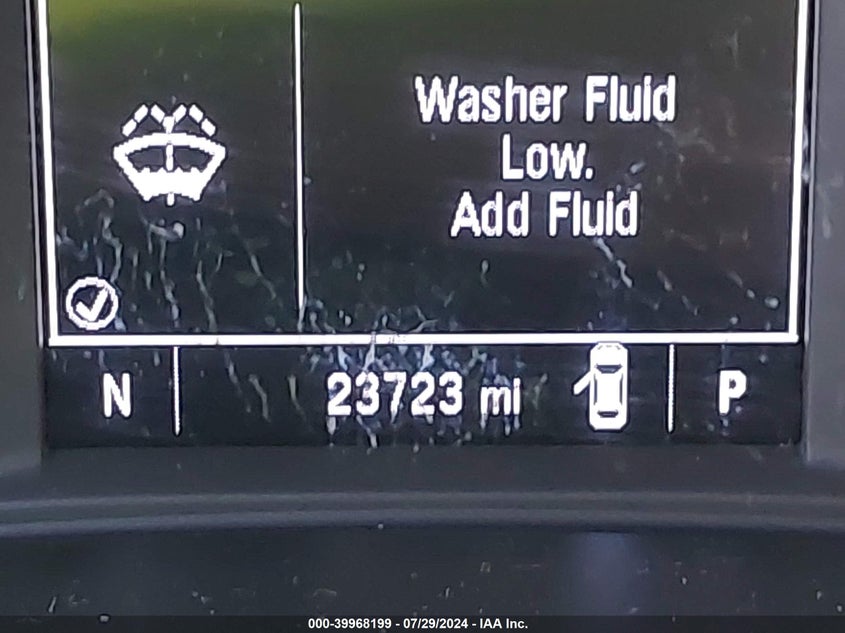 Washer Fluid
Low.
Add Fluid
N 23723 mi P
000-39968199 - 07/29/2024 - IAA Inc.